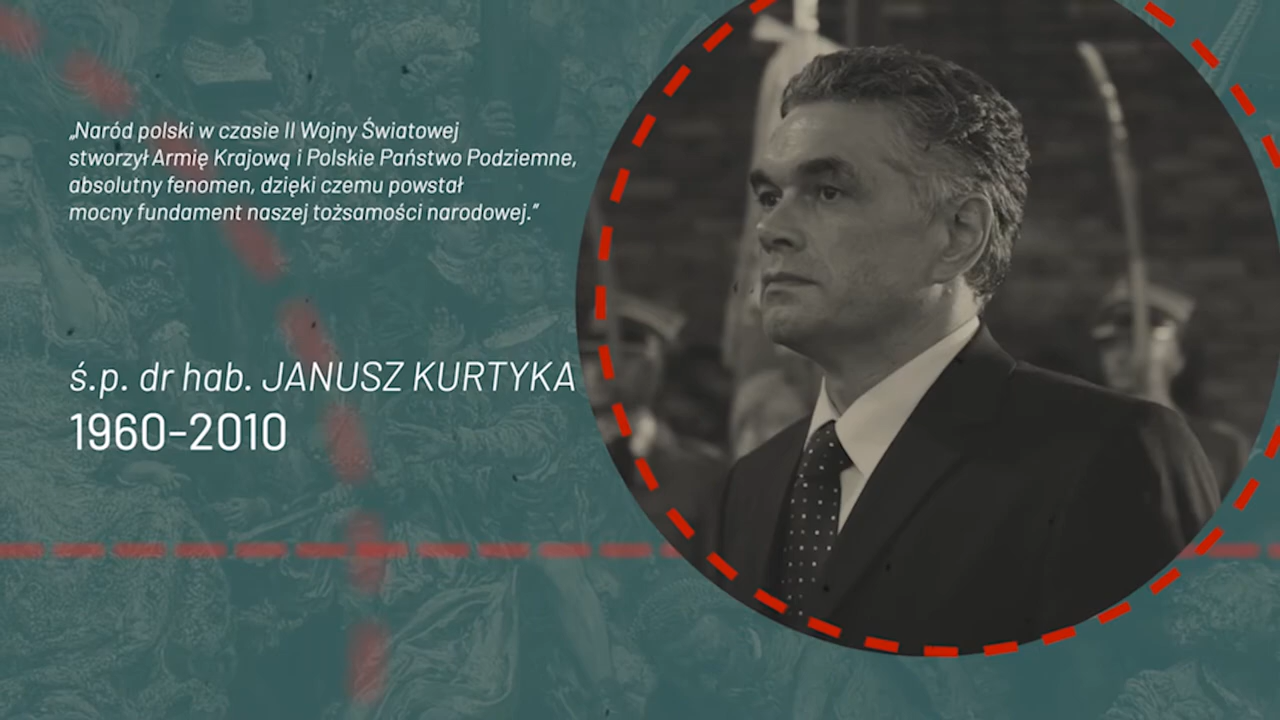 „Naród polski w czasie II Wojny Światowej
stworzył Armię Krajową i Polskie Państwo Podziemne,
absolutny fenomen, dzięki czemu powstał
mocny fundament naszej tożsamości narodowej.”
ś.p. dr hab. JANUSZ KURTYKA
1960-2010